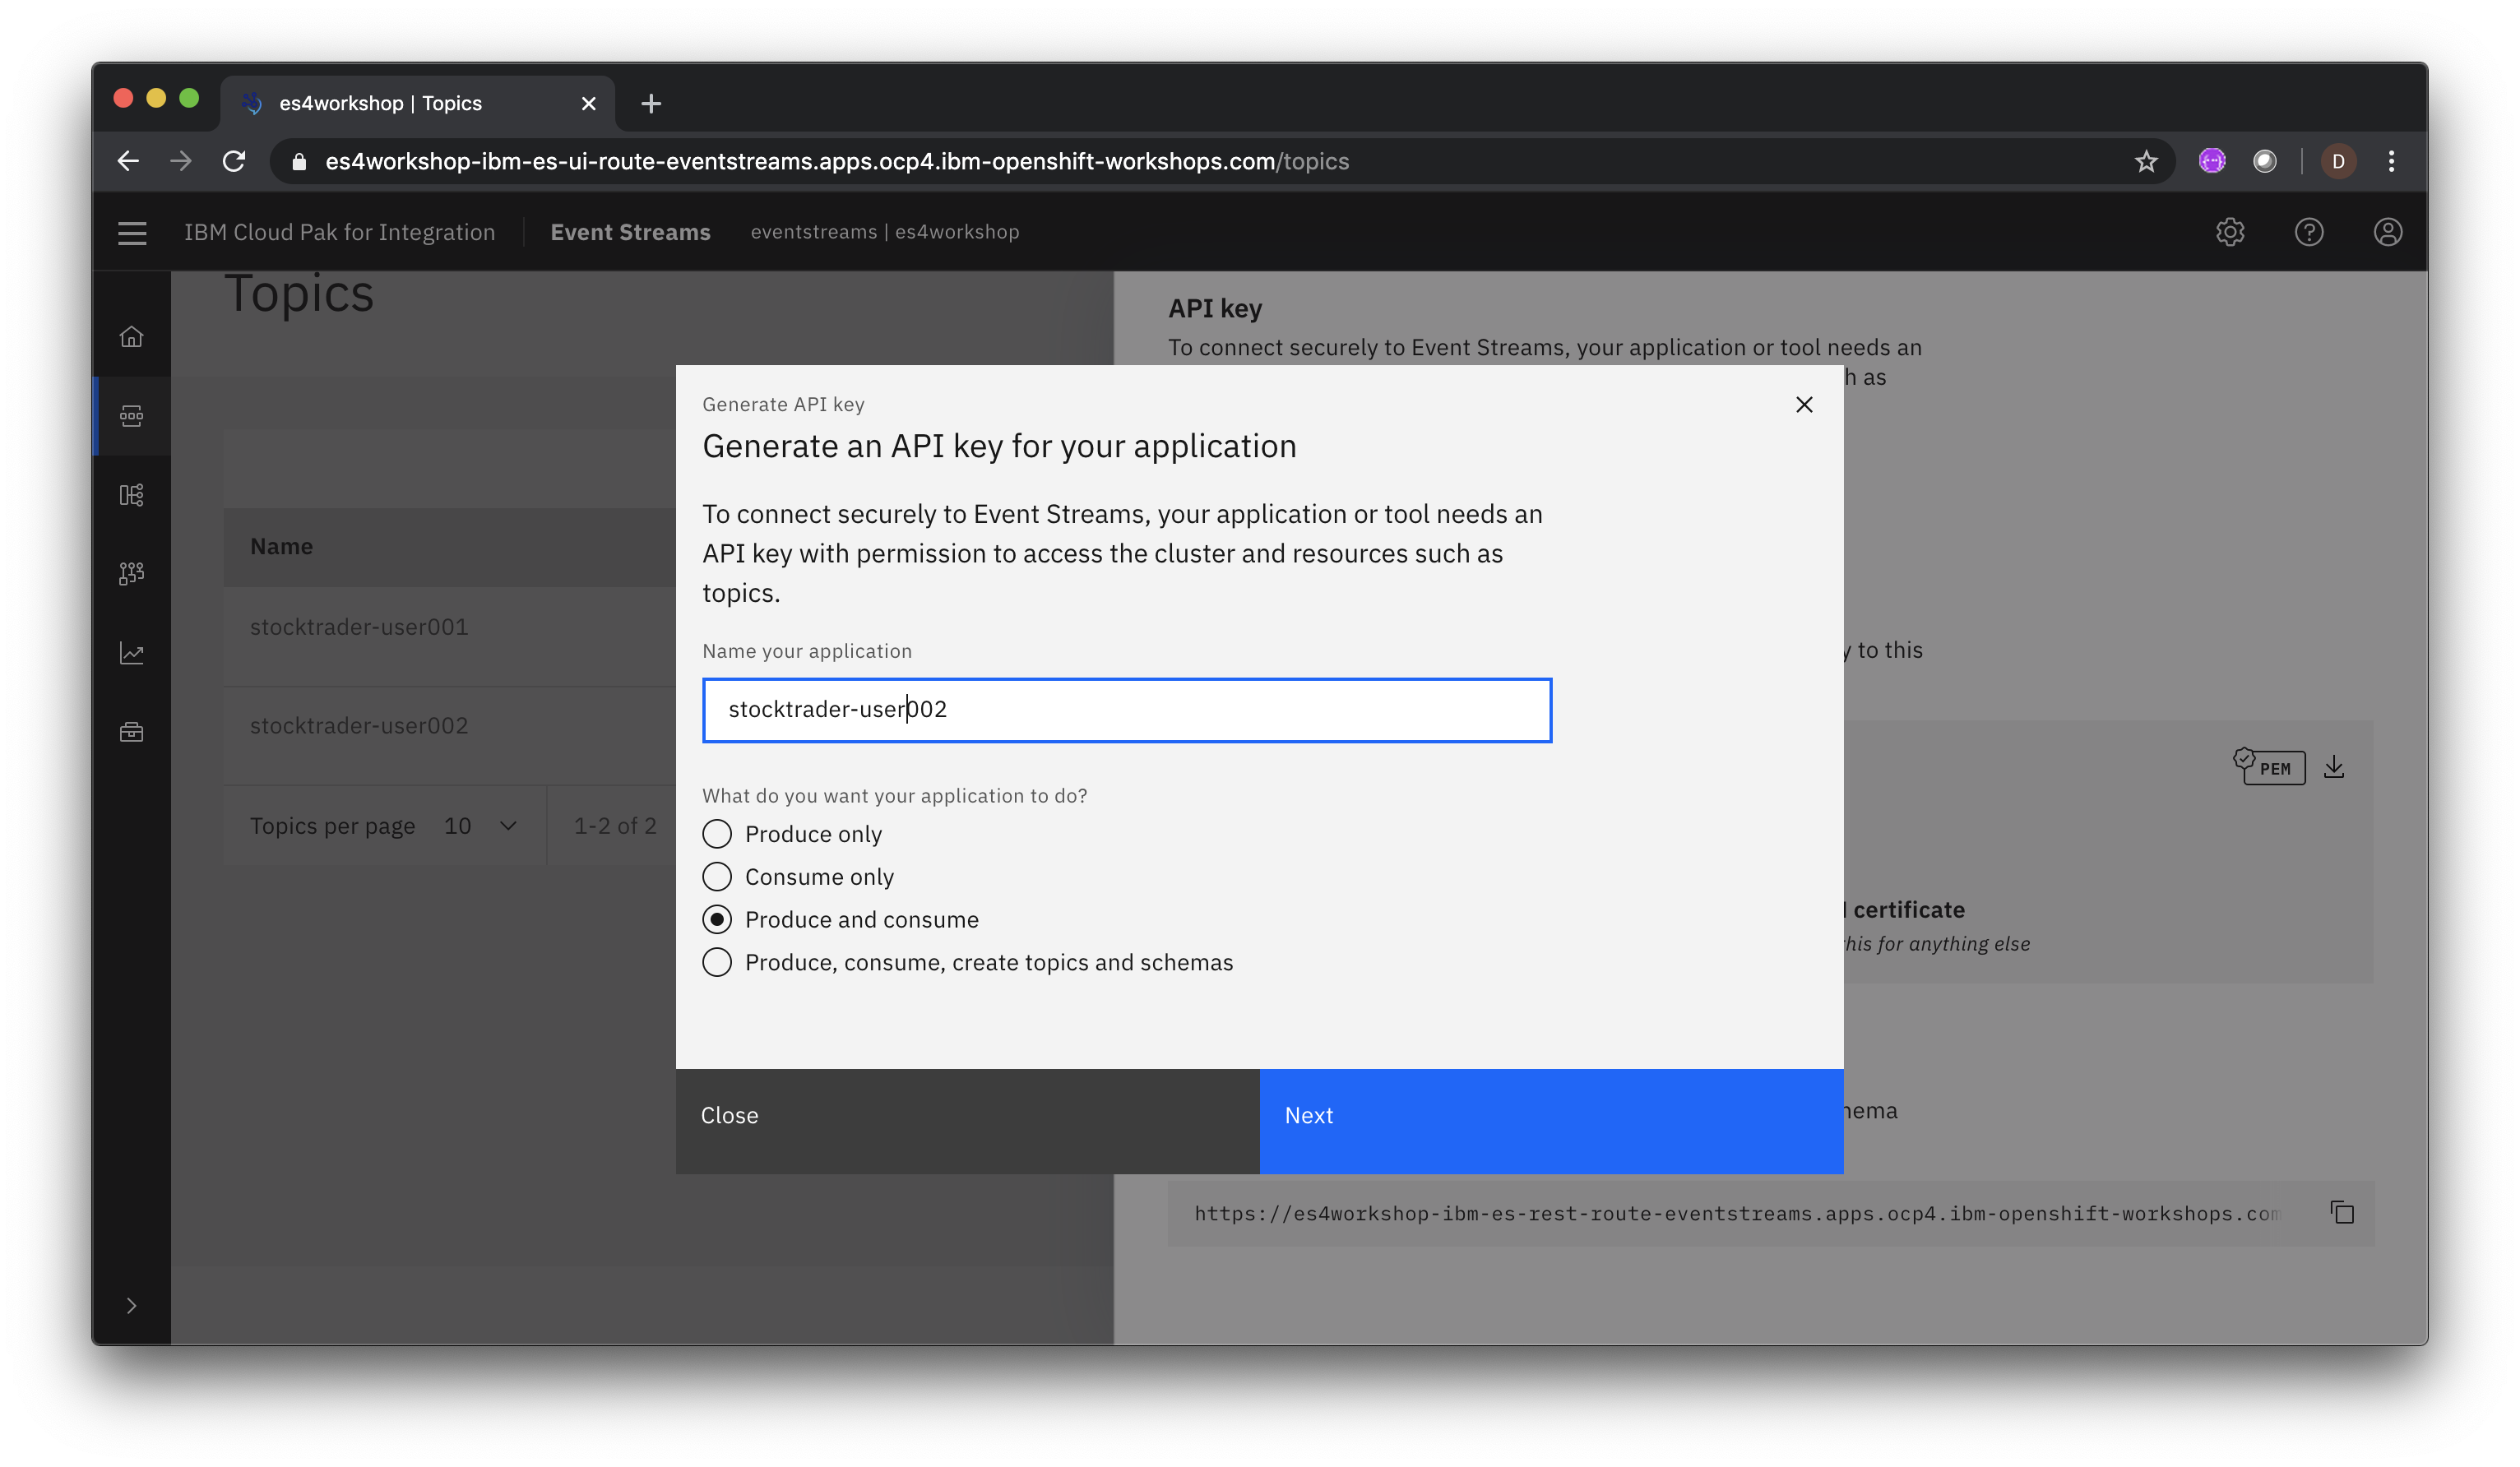 es4workshop | Topics
es4workshop-ibm-es-ui-route-eventstreams.apps.ocp4.ibm-openshift-workshops.com/topics
D
IBM Cloud Pak for Integration
Event Streams
eventstreams | es4workshop
Topics
API key
To connect securely to Event Streams, your application or tool needs an
as
Generate API key
Generate an API key for your application
To connect securely to Event Streams, your application or tool needs an
API key with permission to access the cluster and resources such as
topics.
Name
stocktrader-user001
stocktrader-user002
Topics per page 10
1-2 of 2
Name your application
stocktrader-user002
to this
PEM
What do you want your application to do?
Produce only
Consume only
Produce and consume
Produce, consume, create topics and schemas
certificate
this for anything else
Close
Next
https://es4workshop-ibm-es-rest-route-eventstreams.apps.ocp4.ibm-openshift-workshops.com